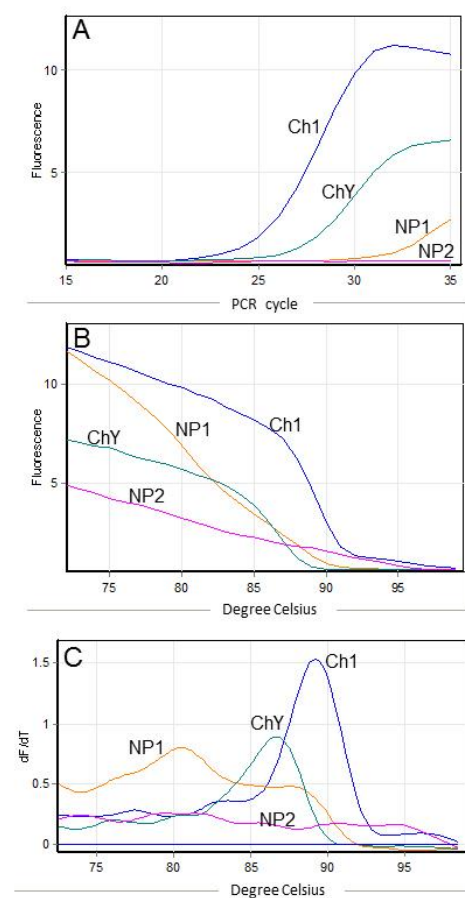 A
10
5
Fluorescence
Ch1
ChY
NP1
NP2
15 20 25 30 35
PCR cycle
B
10
5
Fluorescence
ChY
NP1
Ch1
NP2
75 80 85 90 95
Degree Celsius
C
1.5
1
0.5
0
dF/dT
Ch1
ChY
NP1
NP2
75 80 85 90 95
Degree Celsius